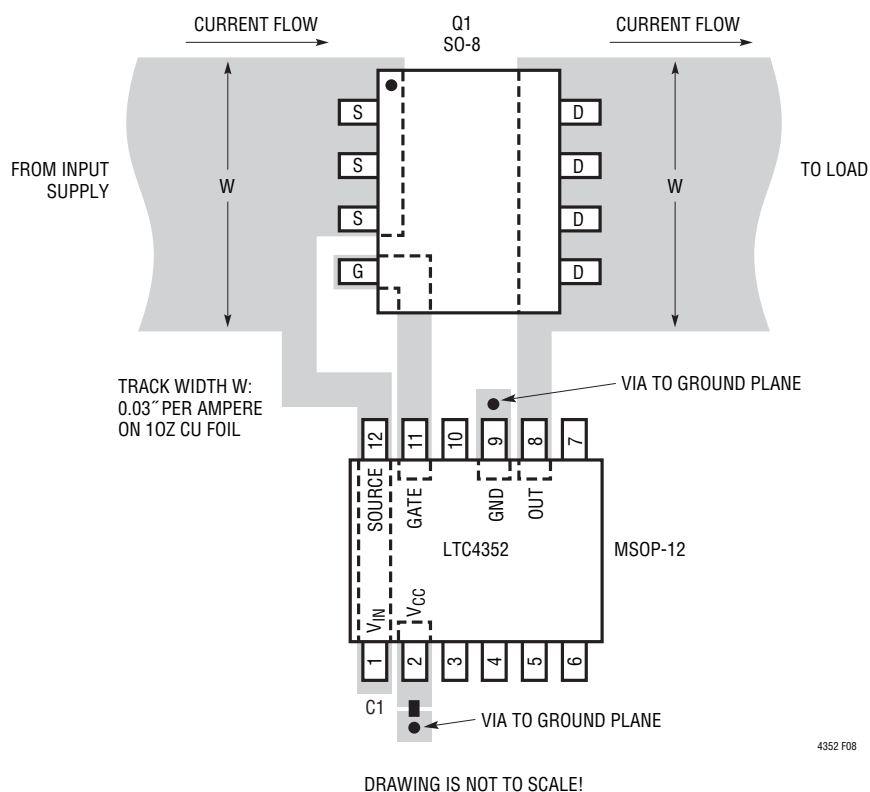 CURRENT FLOW
Q1
SO-8
CURRENT FLOW
S
D
S
D
FROM INPUT
SUPPLY
W
W
TO LOAD
S
D
G
D
TRACK WIDTH W:
0.03˝ PER AMPERE
ON 1OZ CU FOIL
VIA TO GROUND PLANE
12
11
10
9
8
7
SOURCE
GATE
GND
OUT
LTC4352
MSOP-12
VIN
VCC
1
2
3
4
5
6
C1
VIA TO GROUND PLANE
4352 F08
DRAWING IS NOT TO SCALE!